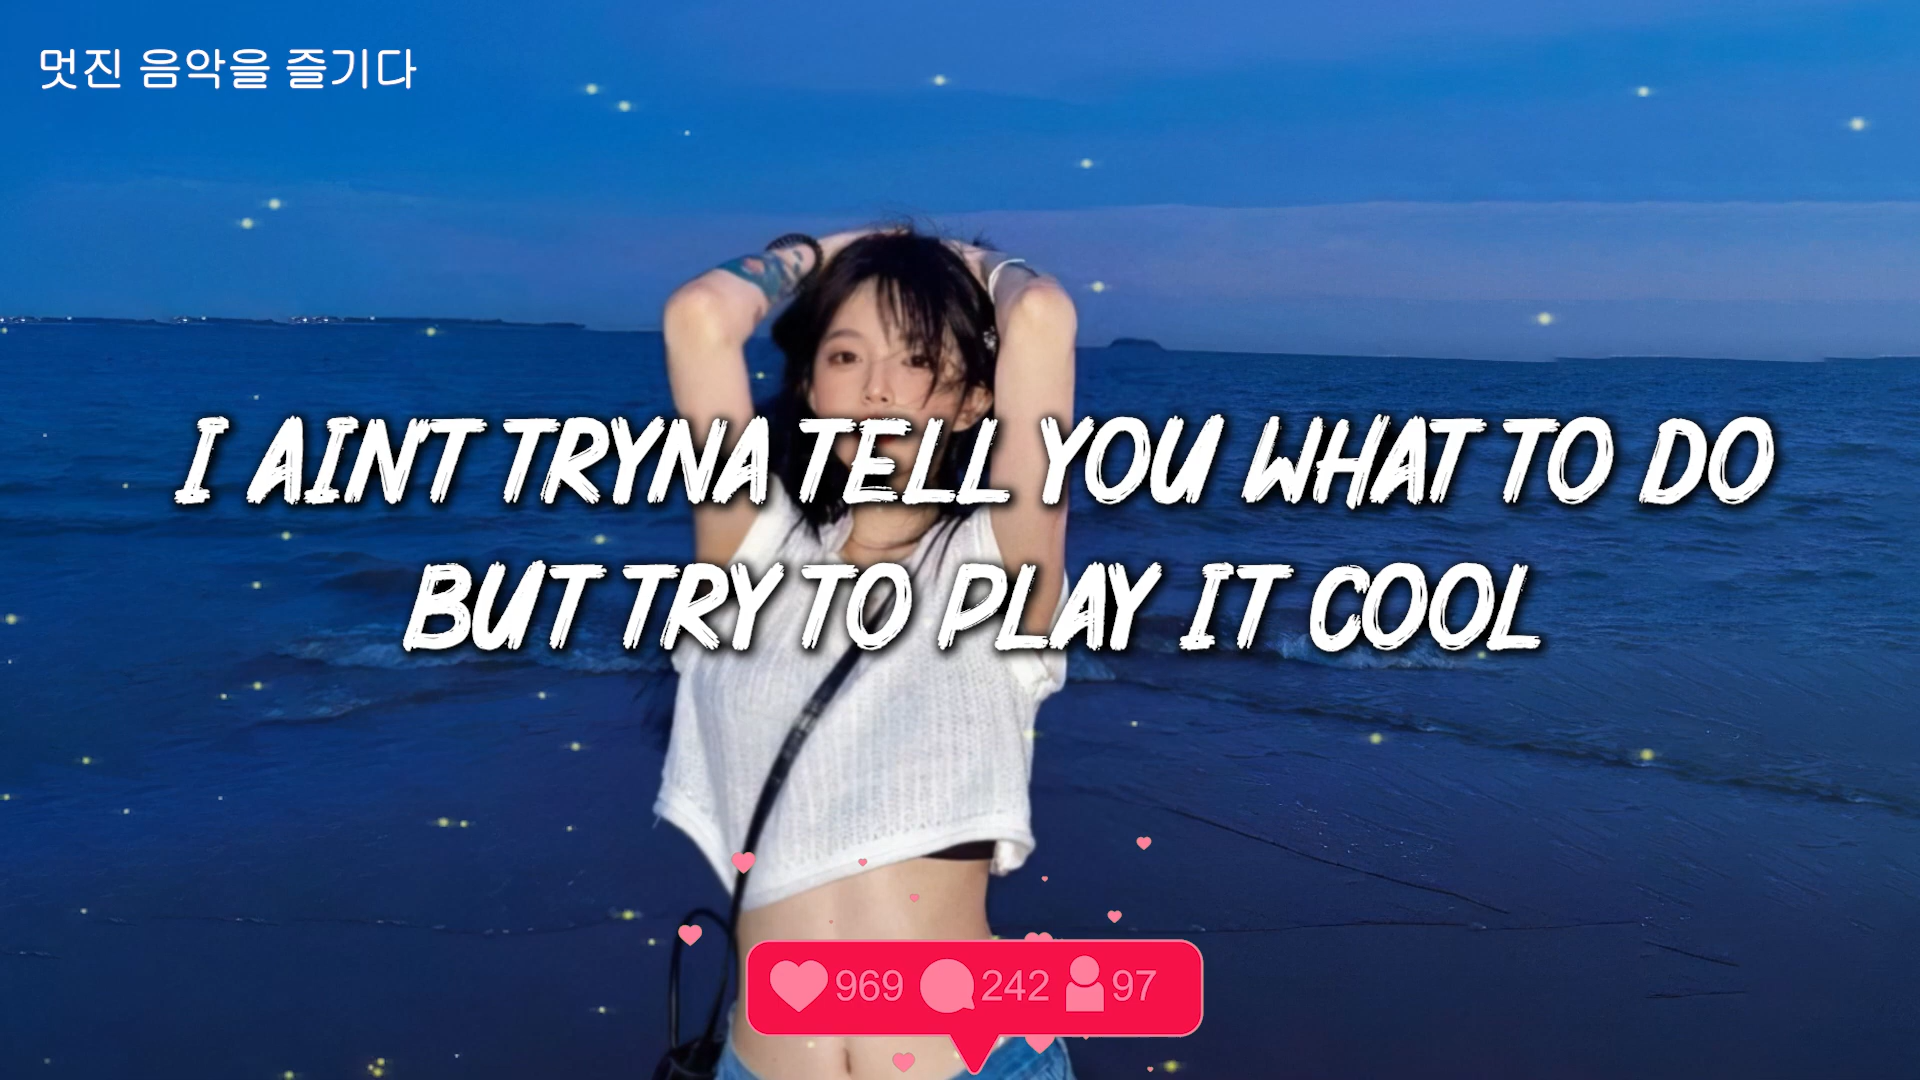 멋진 음악을 즐기다
I AIN'T TRYNA TELL YOU WHAT TO DO
BUT TRY TO PLAY IT COOL
969 242 97